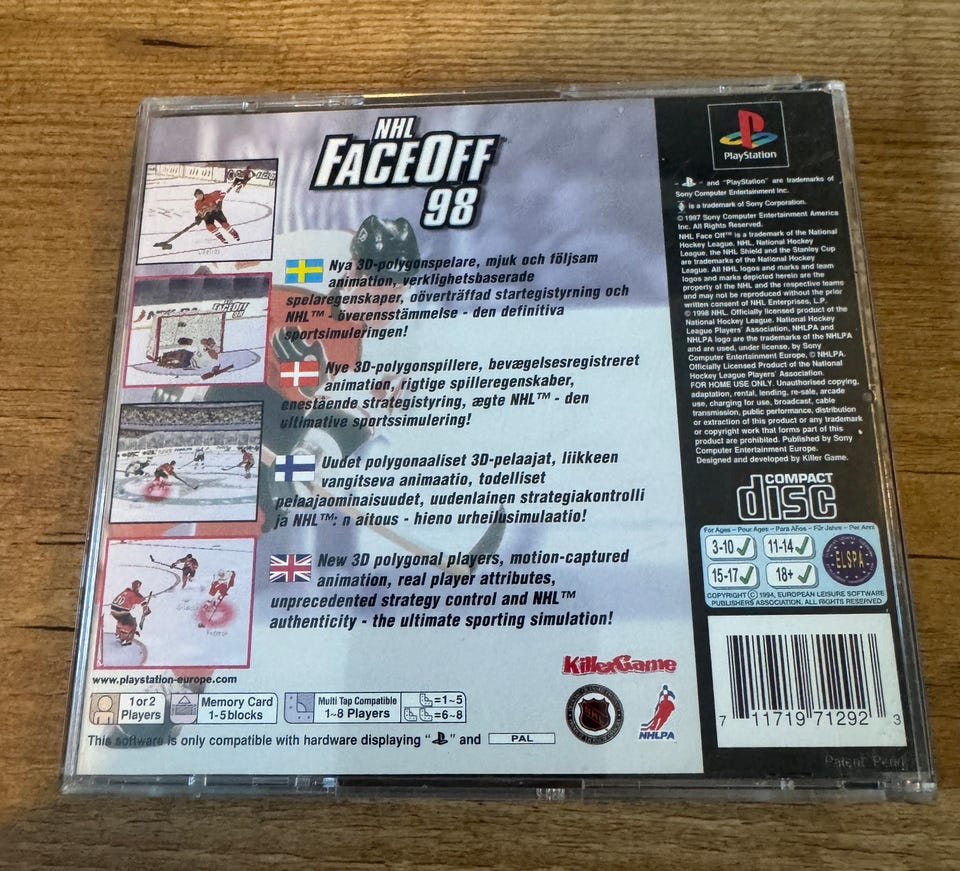 NHL
FACEOFF
98
Nya 3D-polygonspelare, mjuk och följsam
animation, verklighetsbaserade
spelaregenskaper, oöverträffad startegistyrning och
NHL™ - överensstämmelse - den definitiva
sportsimuleringen!
Nye 3D-polygonspillere, bevægelsesregistreret
animation, rigtige spilleregenskaber,
enestående strategistyring, ægte NHL™ - den
ultimative sportssimulering!
Uudet polygonaaliset 3D-pelaajat, liikkeen
vangitseva animaatio, todelliset
pelaajaominaisuudet, uudenlainen strategiakontrolli
ja NHL™: n aitous - hieno urheilusimulaatio!
New 3D polygonal players, motion-captured
animation, real player attributes,
unprecedented strategy control and NHL™
authenticity - the ultimate sporting simulation!
www.playstation-europe.com
KillerGame
1 or 2
Players
Memory Card
1-5 blocks
Multi Tap Compatible
1~8 Players
=1~5
=6~8
NHLPA
This software is only compatible with hardware displaying “ ” and PAL
PlayStation
“ ” and "PlayStation" are trademarks of
Sony Computer Entertainment Inc.
is a trademark of Sony Corporation.
© 1997 Sony Computer Entertainment America
Inc. All Rights Reserved.
NHL Face Off™ is a trademark of the National
Hockey League. NHL, National Hockey
League, the NHL Shield and the Stanley Cup
are trademarks of the National Hockey
League. All NHL logos and marks and team
logos and marks depicted herein are the
property of the NHL and the respective teams
and may not be reproduced without the prior
written consent of NHL Enterprises, L.P.
© 1998 NHL. Officially licensed product of the
National Hockey League. National Hockey
League Players' Association, NHLPA and
NHLPA logo are the trademarks of the NHLPA
and are used, under license, by Sony
Computer Entertainment Europe, © NHLPA.
Officially Licensed Product of the National
Hockey League Players' Association.
FOR HOME USE ONLY. Unauthorised copying,
adaptation, rental, lending, re-sale, arcade
use, charging for use, broadcast, cable
transmission, public performance, distribution
or extraction of this product or any trademark
or copyright work that forms part of this
product are prohibited. Published by Sony
Computer Entertainment Europe.
Designed and developed by Killer Game.
COMPACT
disc
For Ages - Pour Ages - Para Años - Für Jahre - Per Anni
3-10 11-14
15-17 18+
ELSPA
COPYRIGHT © 1994, EUROPEAN LEISURE SOFTWARE
PUBLISHERS ASSOCIATION. ALL RIGHTS RESERVED
7 11719 71292 3